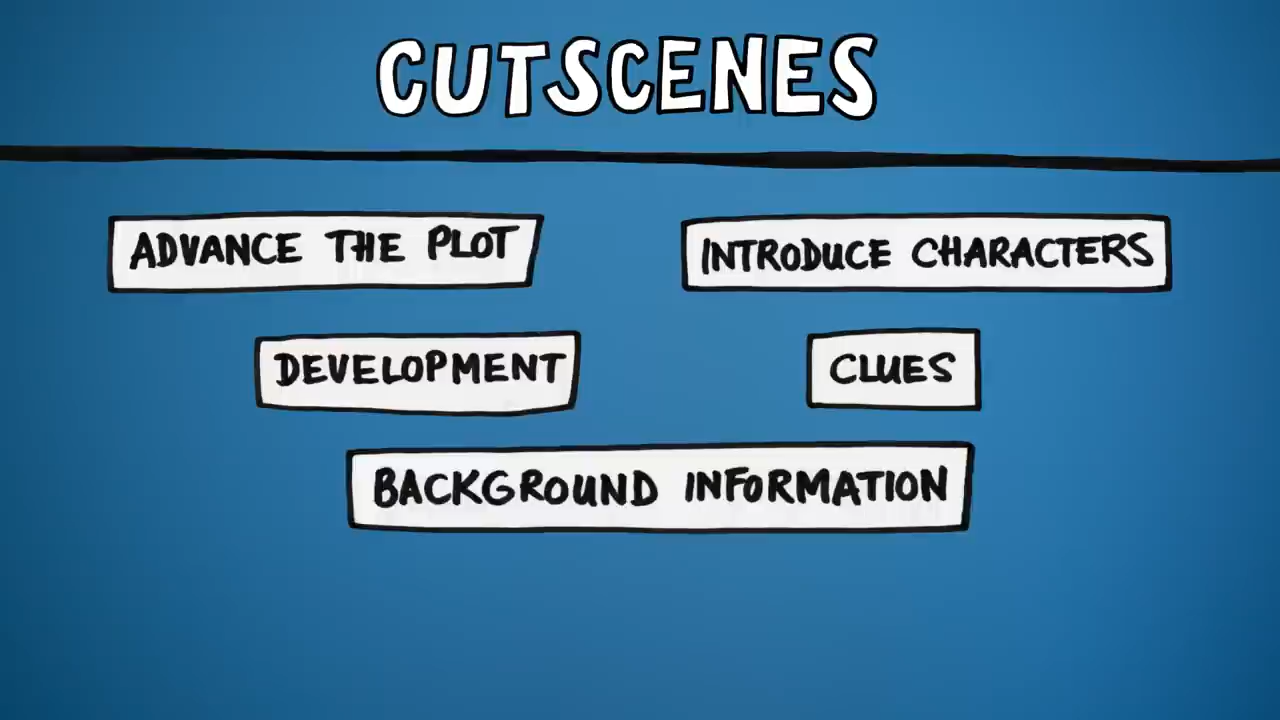 CUTSCENES
ADVANCE THE PLOT
INTRODUCE CHARACTERS
DEVELOPMENT
CLUES
BACKGROUND INFORMATION